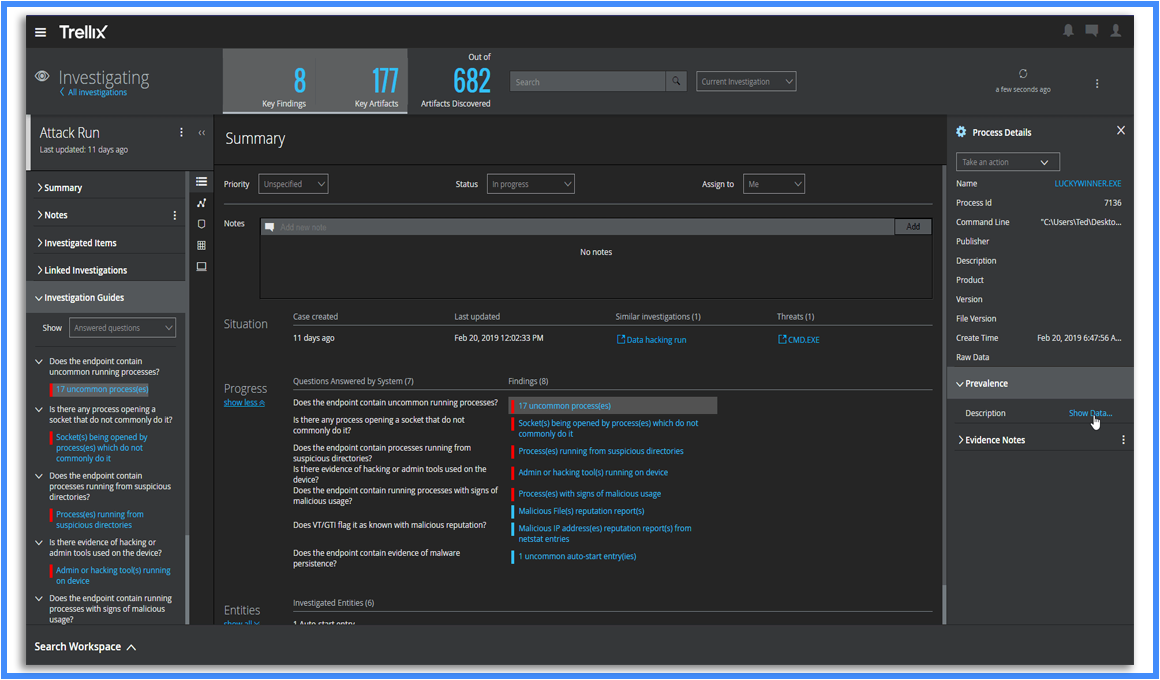 Trellix
Investigating
All investigations
8
Key Findings
177
Key Artifacts
Out of
682
Artifacts Discovered
Search
Current Investigation
a few seconds ago
Attack Run
Last updated: 11 days ago
Summary
Notes
Investigated Items
Linked Investigations
Investigation Guides
Show
Answered questions
Does the endpoint contain
uncommon running processes?
17 uncommon process(es)
Is there any process opening a
socket that do not commonly do it?
Socket(s) being opened by
process(es) which do not
commonly do it
Does the endpoint contain
processes running from suspicious
directories?
Process(es) running from
suspicious directories
Is there evidence of hacking or
admin tools used on the device?
Admin or hacking tool(s) running
on device
Does the endpoint contain running
processes with signs of malicious
usage?
Summary
Priority
Unspecified
Status
In progress
Assign to
Me
Notes
Add new note
Add
No notes
Situation
Case created
Last updated
Similar investigations (1)
Threats (1)
11 days ago
Feb 20, 2019 12:02:33 PM
Data hacking run
CMD.EXE
Progress
show less
Questions Answered by System (7)
Findings (8)
Does the endpoint contain uncommon running processes?
17 uncommon process(es)
Is there any process opening a socket that do not commonly
do it?
Socket(s) being opened by process(es) which do not
commonly do it
Does the endpoint contain processes running from
suspicious directories?
Process(es) running from suspicious directories
Is there evidence of hacking or admin tools used on the
device?
Admin or hacking tool(s) running on device
Does the endpoint contain running processes with signs of
malicious usage?
Process(es) with signs of malicious usage
Malicious File(s) reputation report(s)
Does VT/GTI flag it as known with malicious reputation?
Malicious IP address(es) reputation report(s) from
netstat entries
Does the endpoint contain evidence of malware
persistence?
1 uncommon auto-start entry(ies)
Entities
show all
Investigated Entities (6)
1 Auto-start entry
Process Details
Take an action
Name
LUCKYWINNER.EXE
Process Id
7136
Command Line
"C:\Users\Ted\Deskto...
Publisher
Description
Product
Version
File Version
Create Time
Feb 20, 2019 6:47:56 A...
Raw Data
Prevalence
Description
Show Data...
Evidence Notes
Search Workspace